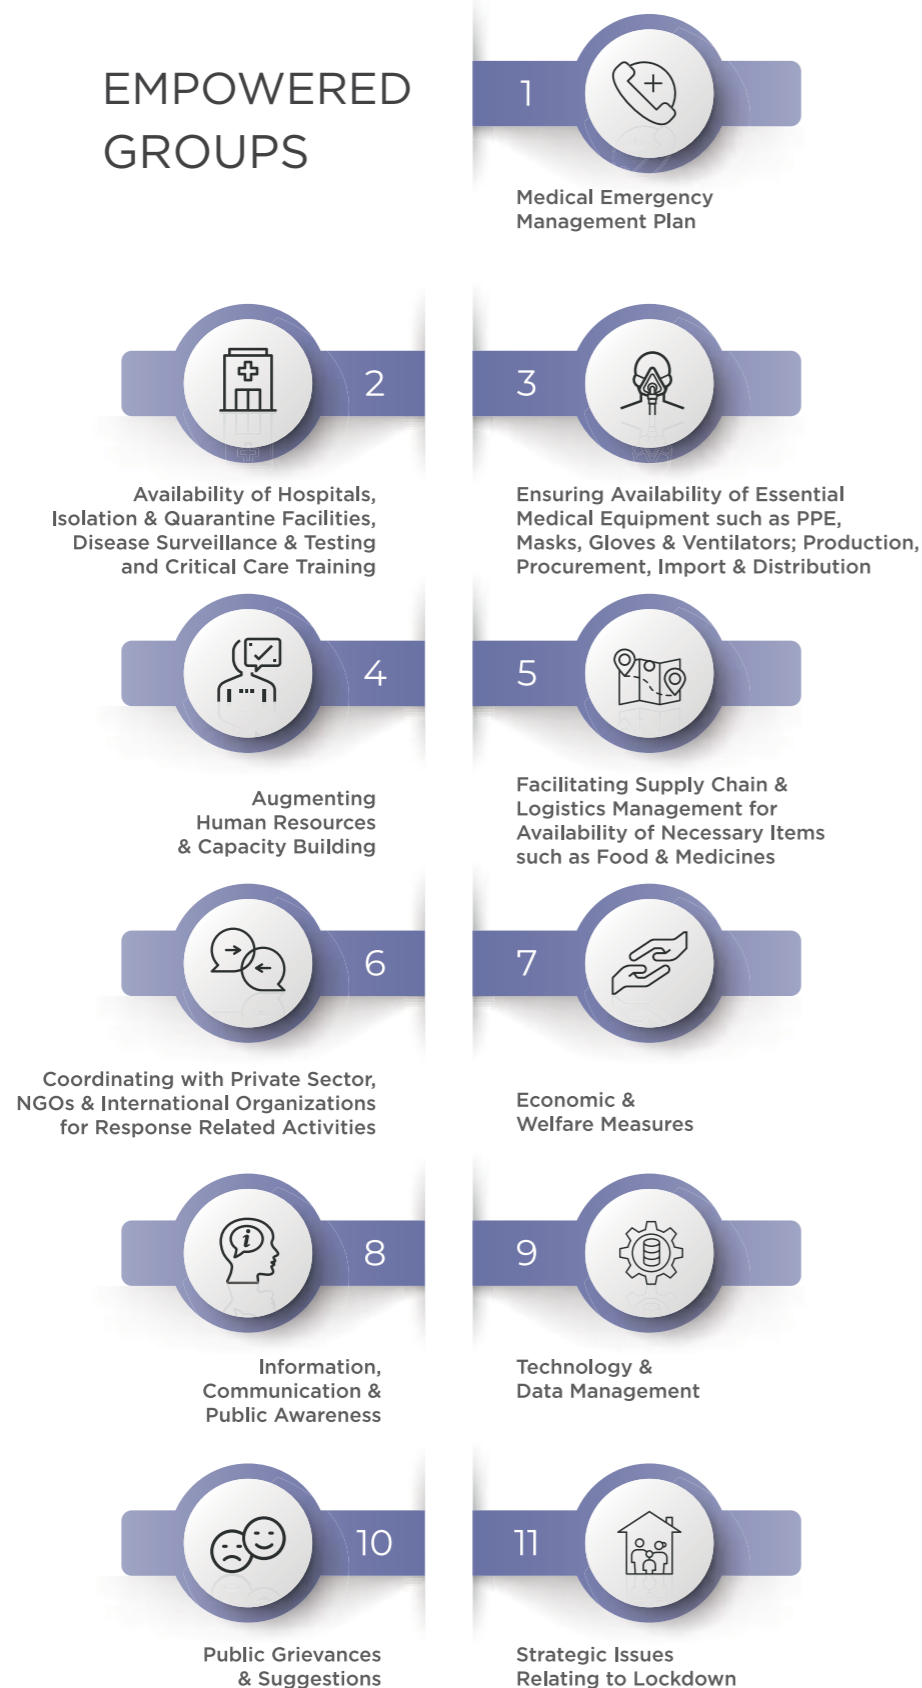 EMPOWERED
GROUPS
1
Medical Emergency
Management Plan
2
Availability of Hospitals,
Isolation & Quarantine Facilities,
Disease Surveillance & Testing
and Critical Care Training
3
Ensuring Availability of Essential
Medical Equipment such as PPE,
Masks, Gloves & Ventilators; Production,
Procurement, Import & Distribution
4
Augmenting
Human Resources
& Capacity Building
5
Facilitating Supply Chain &
Logistics Management for
Availability of Necessary Items
such as Food & Medicines
6
Coordinating with Private Sector,
NGOs & International Organizations
for Response Related Activities
7
Economic &
Welfare Measures
8
i
Information,
Communication &
Public Awareness
9
Technology &
Data Management
10
Public Grievances
& Suggestions
11
Strategic Issues
Relating to Lockdown